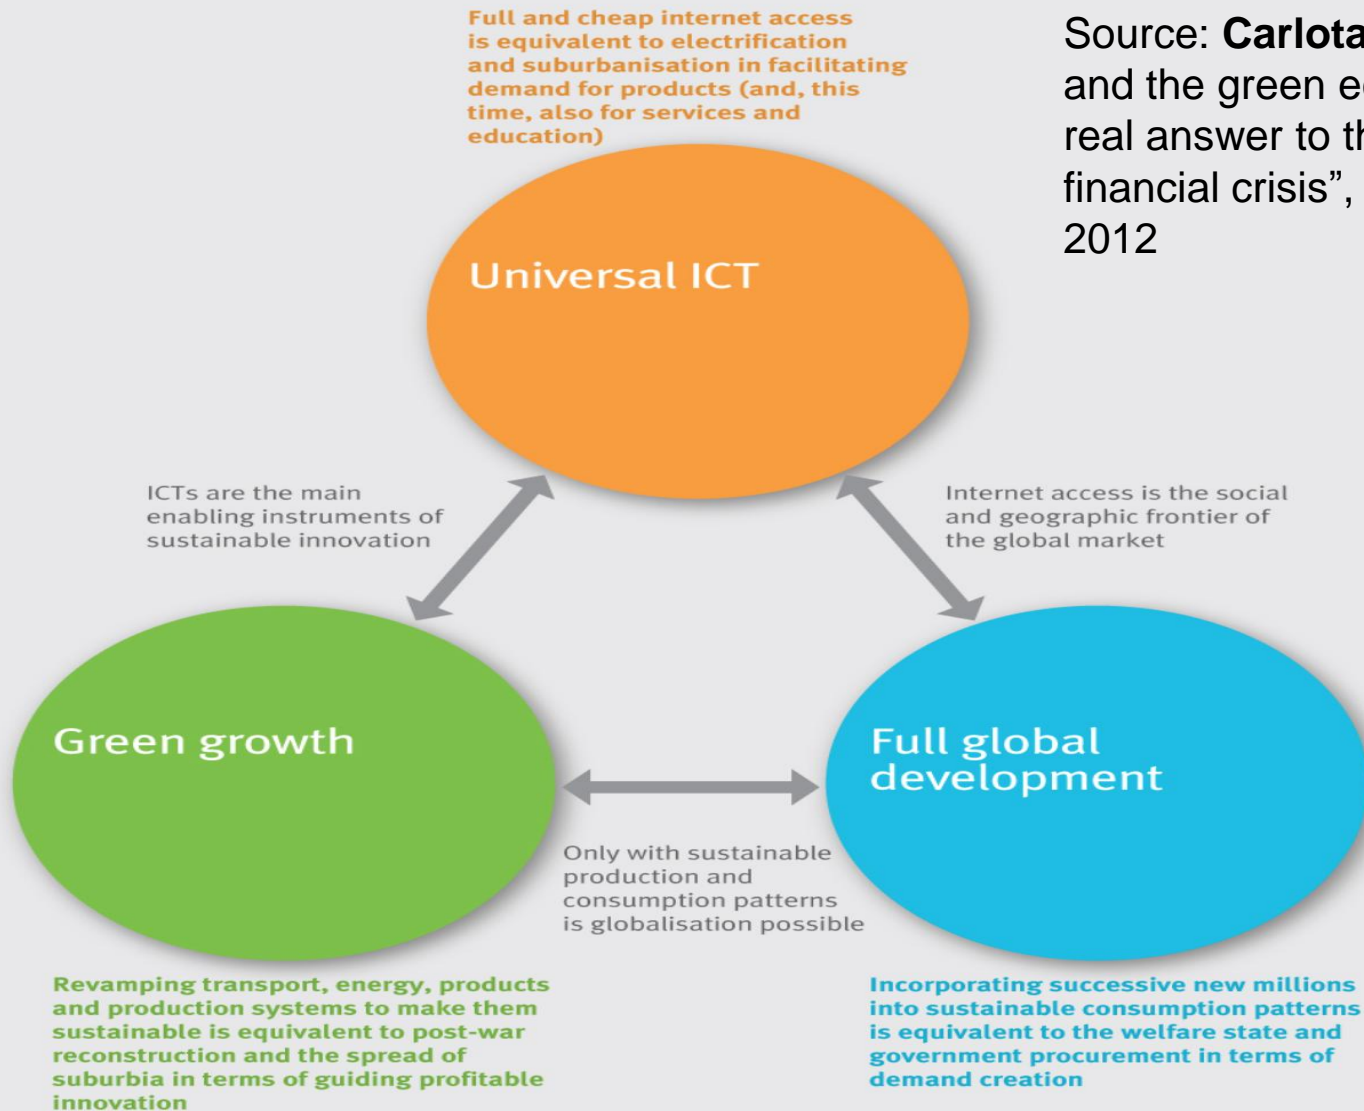 Full and cheap internet access
is equivalent to electrification
and suburbanisation in facilitating
demand for products (and, this
time, also for services and
education)
Source: Carlota
and the green
real answer to
financial crisis”,
2012
Universal ICT
ICTs are the main
enabling instruments of
sustainable innovation
Internet access is the social
and geographic frontier of
the global market
Green growth
Full global
development
Only with sustainable
production and
consumption patterns
is globalisation possible
Revamping transport, energy, products
and production systems to make them
sustainable is equivalent to post-war
reconstruction and the spread of
suburbia in terms of guiding profitable
innovation
Incorporating successive new millions
into sustainable consumption patterns
is equivalent to the welfare state and
government procurement in terms of
demand creation